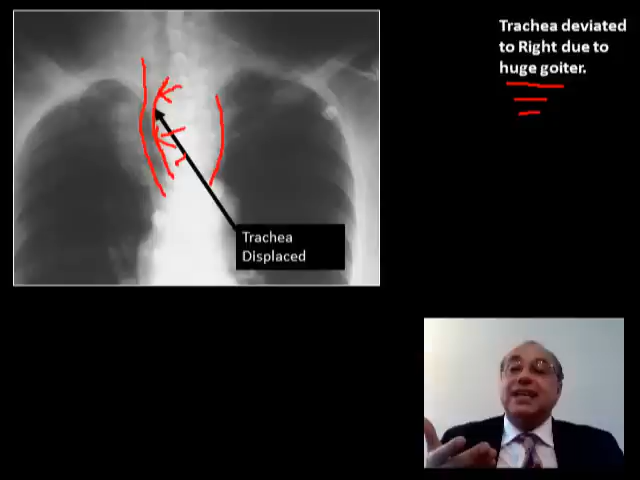 Trachea deviated
to Right due to
huge goiter.
Trachea
Displaced